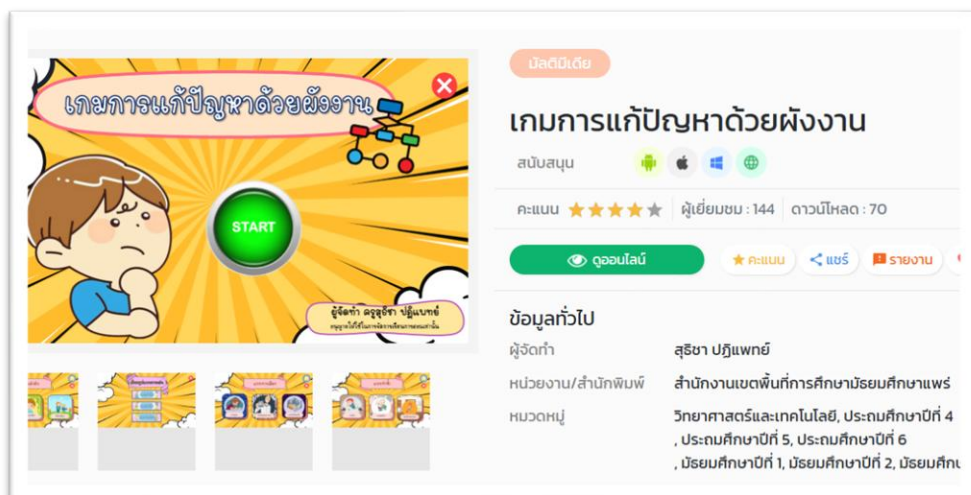 เกมการแก้ปัญหาด้วยผังงาน
START
ผู้จัดทำ ครูสุธิชา ปฏิแพทย์
มัลติมีเดีย
เกมการแก้ปัญหาด้วยผังงาน
สนับสนุน
คะแนน ผู้เยี่ยมชม : 144 ดาวน์โหลด : 70
ดูออนไลน์ คะแนน แชร์ รายงาน
ข้อมูลทั่วไป
ผู้จัดทำ สุธิชา ปฏิแพทย์
หน่วยงาน/สำนักพิมพ์ สำนักงานเขตพื้นที่การศึกษามัธยมศึกษาแพร่
หมวดหมู่ วิทยาศาสตร์และเทคโนโลยี, ประถมศึกษาปีที่ 4
, ประถมศึกษาปีที่ 5, ประถมศึกษาปีที่ 6
, มัธยมศึกษาปีที่ 1, มัธยมศึกษาปีที่ 2, มัธยมศึกษ